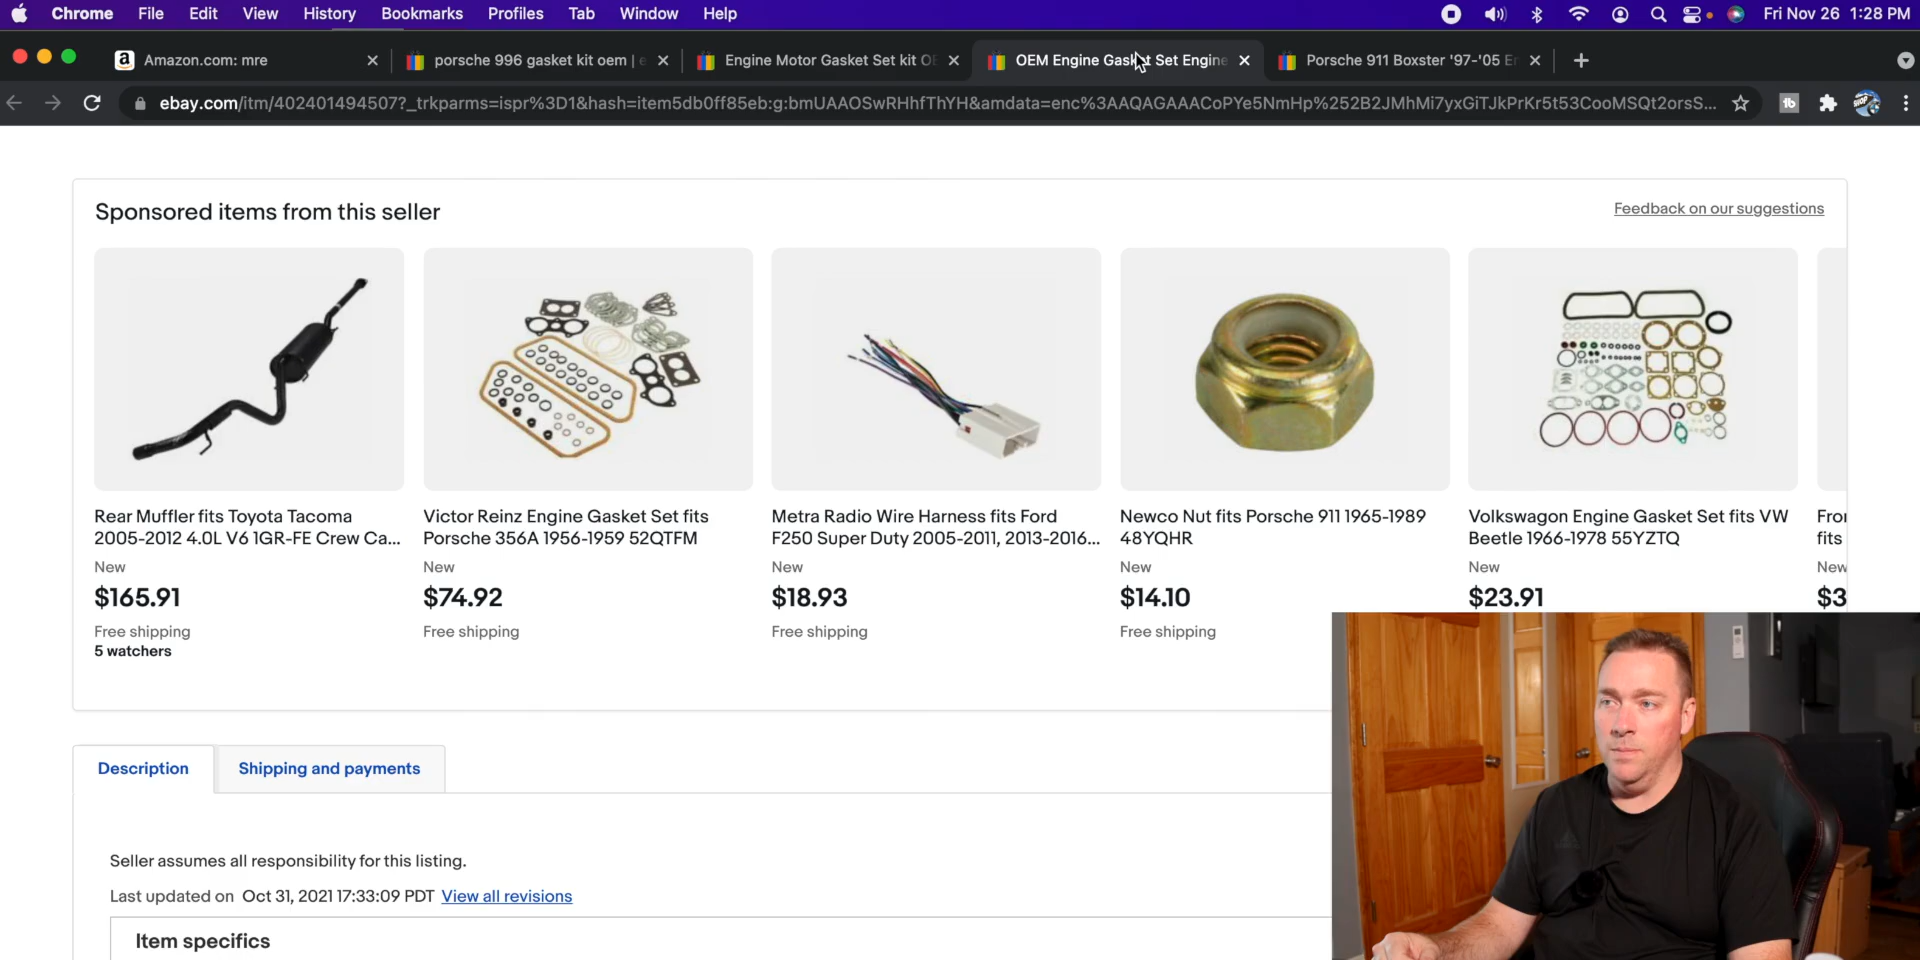 Chrome File Edit View History Bookmarks Profiles Tab Window Help Fri Nov 26 1:28 PM
Amazon.com: mre porsche 996 gasket kit oem | e Engine Motor Gasket Set kit OE OEM Engine Gasket Set Engine Porsche 911 Boxster '97-'05 En
ebay.com/itm/402401494507?_trkparms=ispr%3D1&hash=item5db0ff85eb:g:bmUAAOSwRHhfThYH&amdata=enc%3AAQAGAAACoPYe5NmHp%252B2JMhMi7yxGiTJkPrKr5t53CooMSQt2orsS...
Sponsored items from this seller
Feedback on our suggestions
Rear Muffler fits Toyota Tacoma
2005-2012 4.0L V6 1GR-FE Crew Ca...
New
$165.91
Free shipping
5 watchers
Victor Reinz Engine Gasket Set fits
Porsche 356A 1956-1959 52QTFM
New
$74.92
Free shipping
Metra Radio Wire Harness fits Ford
F250 Super Duty 2005-2011, 2013-2016...
New
$18.93
Free shipping
Newco Nut fits Porsche 911 1965-1989
48YQHR
New
$14.10
Free shipping
Volkswagon Engine Gasket Set fits VW
Beetle 1966-1978 55YZTQ
New
$23.91
Fro
fits
New
$3
Description
Shipping and payments
Seller assumes all responsibility for this listing.
Last updated on Oct 31, 2021 17:33:09 PDT View all revisions
Item specifics